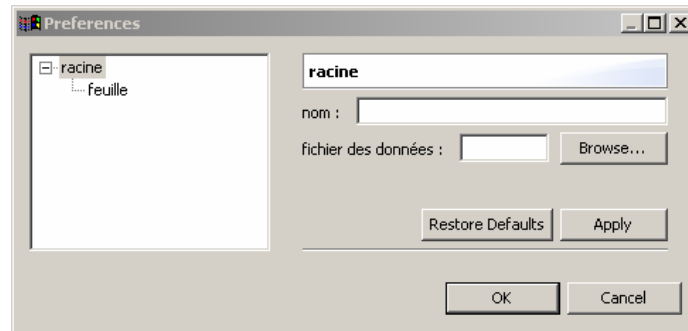 Preferences
racine
feuille
racine
nom :
fichier des données :
Browse...
Restore Defaults
Apply
OK
Cancel